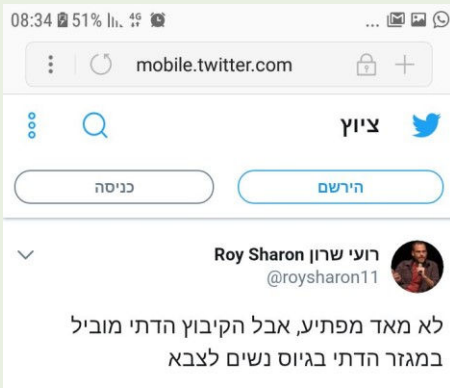 08:34 51% 4G ...
mobile.twitter.com
ציוץ
הירשם
כניסה
רועי שרון Roy Sharon
@roysharon11
לא מאד מפתיע, אבל הקיבוץ הדתי מוביל
במגזר הדתי בגיוס נשים לצבא